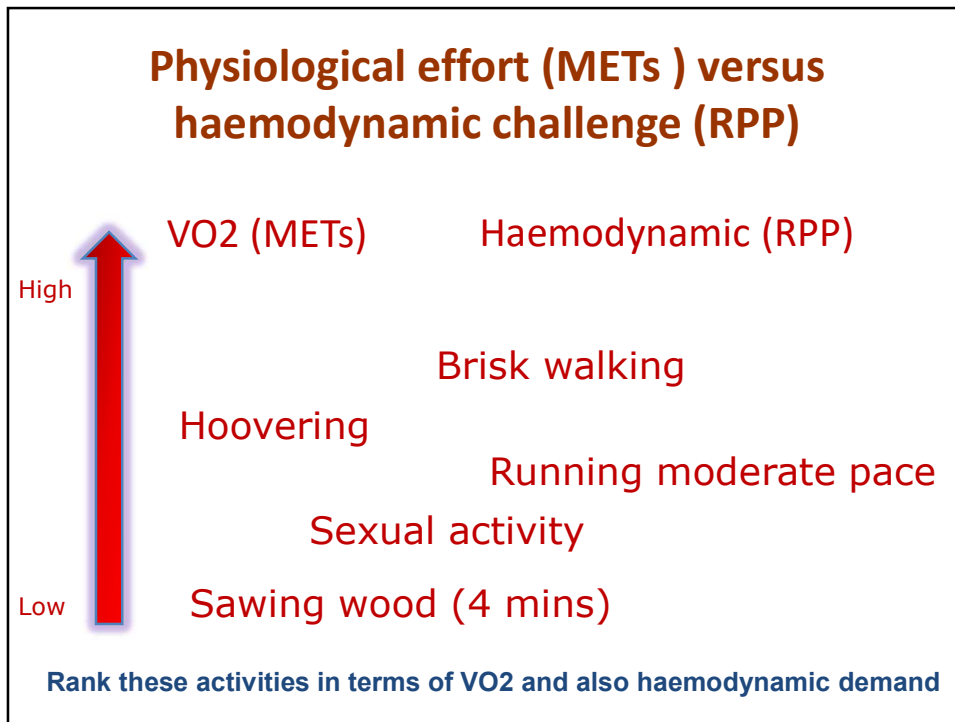 Physiological effort (METs ) versus
haemodynamic challenge (RPP)
VO2 (METs)
Haemodynamic (RPP)
High
Brisk walking
Hoovering
Running moderate pace
Sexual activity
Low
Sawing wood (4 mins)
Rank these activities in terms of VO2 and also haemodynamic demand